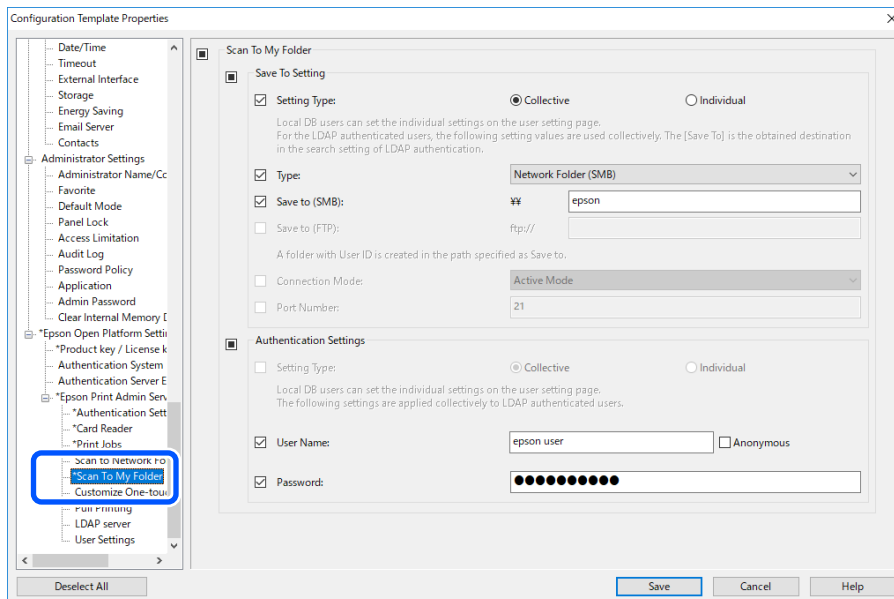 Configuration Template Properties
Date/Time
Timeout
External Interface
Storage
Energy Saving
Email Server
Contacts
Administrator Settings
Administrator Name/Co
Favorite
Default Mode
Panel Lock
Access Limitation
Audit Log
Password Policy
Application
Admin Password
Clear Internal Memory D
*Epson Open Platform Settin
*Product key / License k
Authentication System
Authentication Server E
*Epson Print Admin Serv
*Authentication Sett
*Card Reader
*Print Jobs
Scan to Network Fo
*Scan To My Folder
Customize One-touc
Pull Printing
LDAP server
User Settings
Scan To My Folder
Save To Setting
Setting Type: Collective Individual
Local DB users can set the individual settings on the user setting page.
For the LDAP authenticated users, the following setting values are used collectively. The [Save To] is the obtained destination
in the search setting of LDAP authentication.
Type: Network Folder (SMB)
Save to (SMB): ¥¥ epson
Save to (FTP): ftp://
A folder with User ID is created in the path specified as Save to.
Connection Mode: Active Mode
Port Number: 21
Authentication Settings
Setting Type: Collective Individual
Local DB users can set the individual settings on the user setting page.
The following settings are applied collectively to LDAP authenticated users.
User Name: epson user Anonymous
Password: ●●●●●●●●●●
Deselect All Save Cancel Help